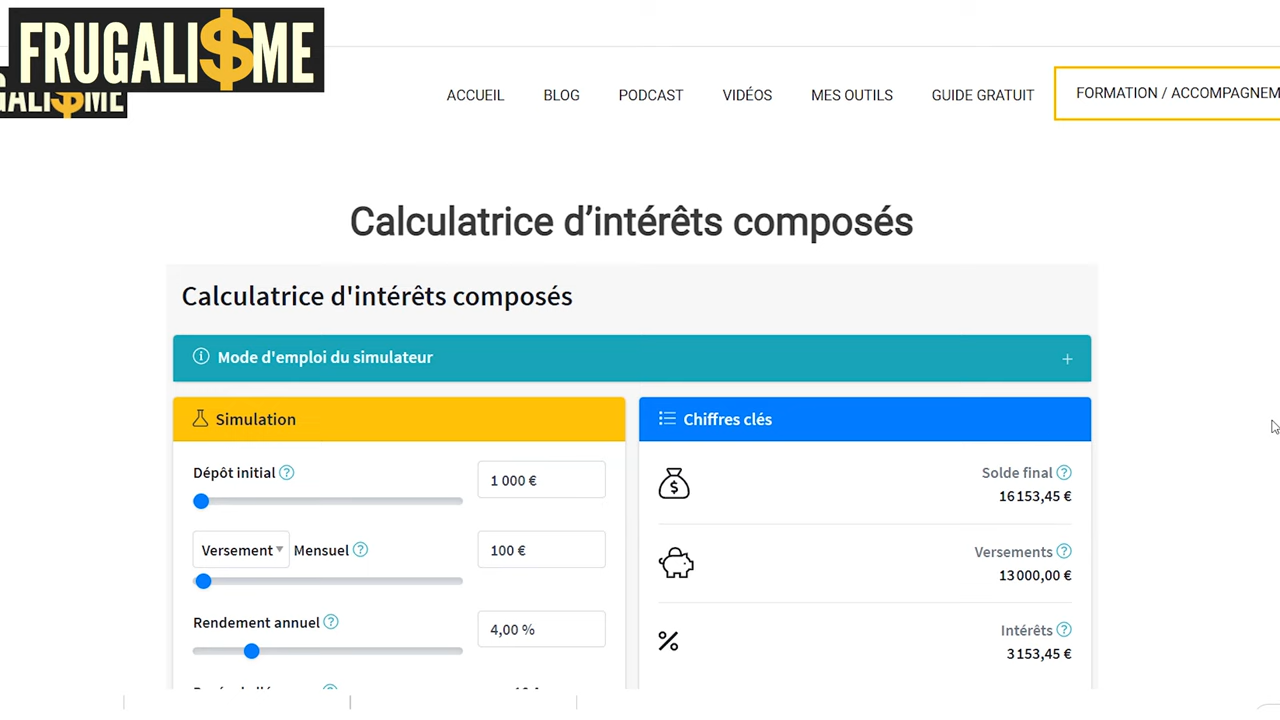 FRUGALI$ME
ALI$ME
ACCUEIL BLOG PODCAST VIDÉOS MES OUTILS GUIDE GRATUIT FORMATION / ACCOMPAGNEM
Calculatrice d’intérêts composés
Calculatrice d'intérêts composés
Mode d'emploi du simulateur +
Simulation
Dépôt initial ? 1 000 €
Versement Mensuel ? 100 €
Rendement annuel ? 4,00 %
Chiffres clés
Solde final ?
16 153,45 €
Versements ?
13 000,00 €
Intérêts ?
3 153,45 €